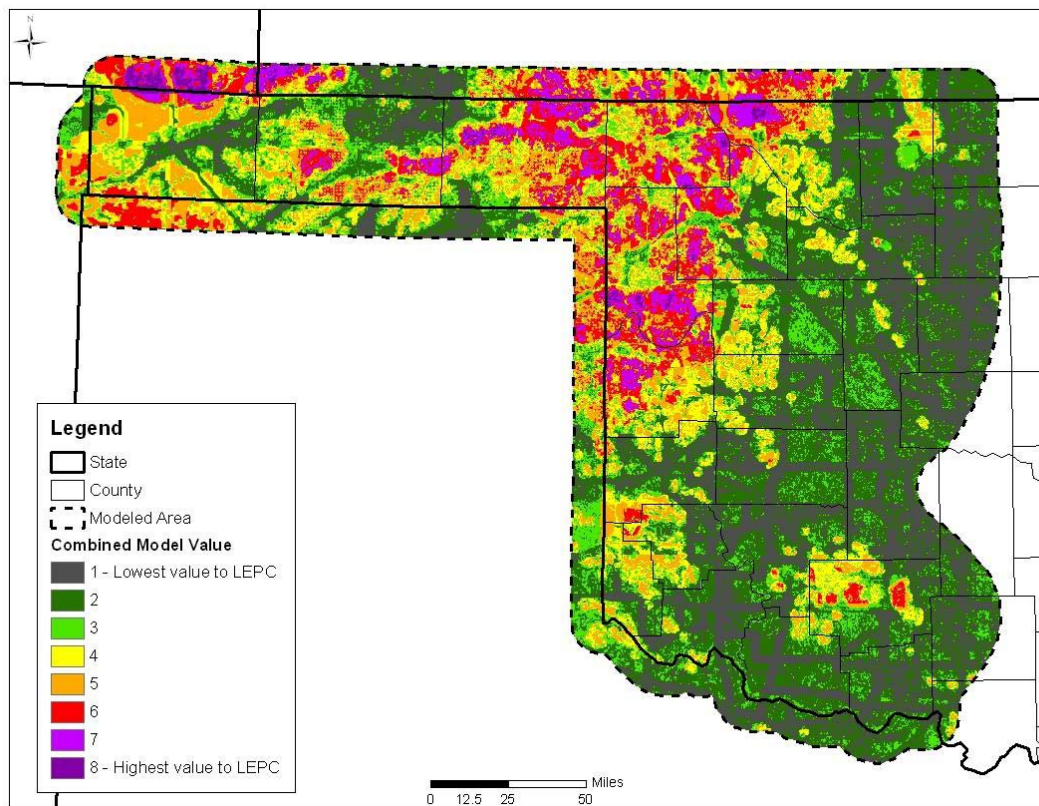 N
Legend
State
County
Modeled Area
Combined Model Value
1 - Lowest value to LEPC
2
3
4
5
6
7
8 - Highest value to LEPC
Miles
0 12.5 25 50